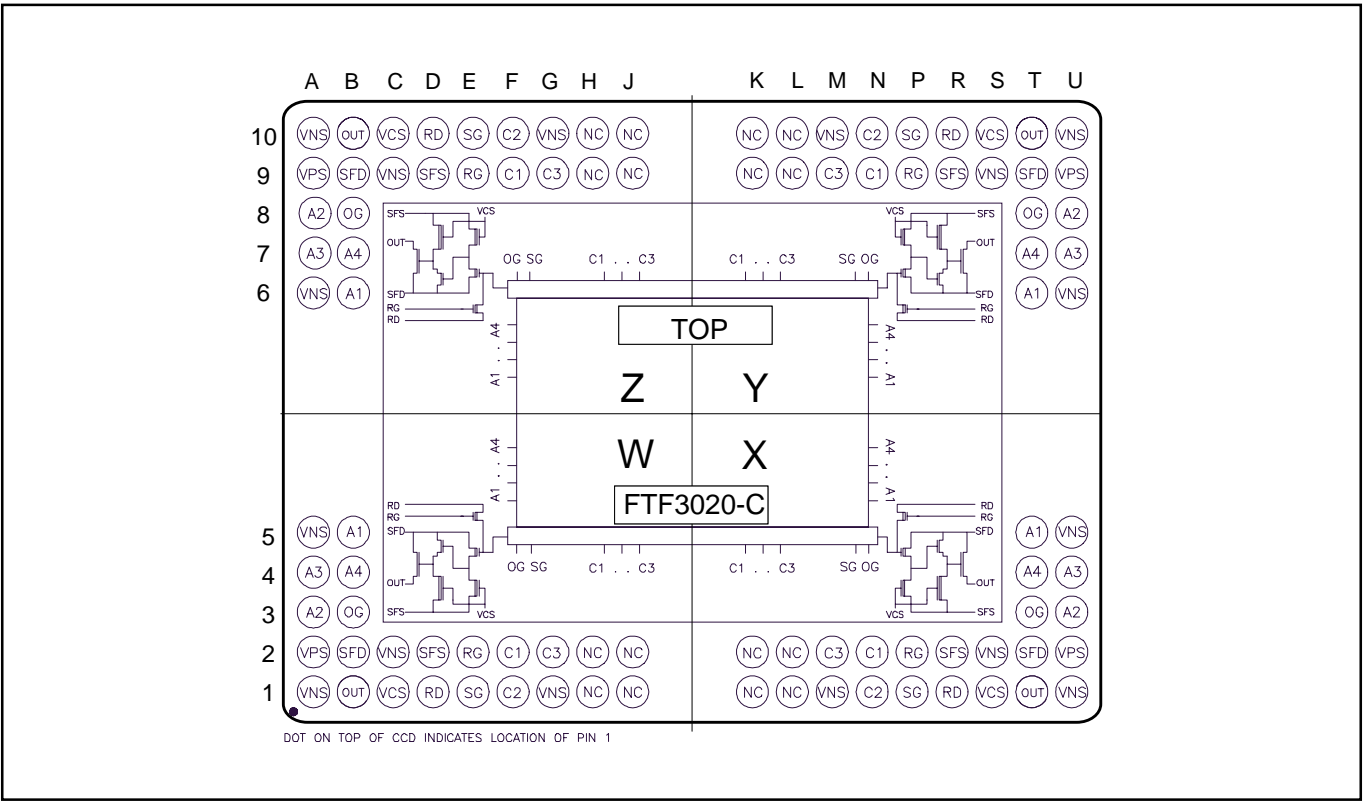 A B C D E F G H J K L M N P R S T U
10 VNS OUT VCS RD SG C2 VNS NC NC NC NC VNS C2 SG RD VCS OUT VNS
9 VPS SFD VNS SFS RG C1 C3 NC NC NC NC C3 C1 RG SFS VNS SFD VPS
8 A2 OG SFS VCS VCS SFS OG A2
7 A3 A4 OUT OUT A4 A3
OG SG C1 . . C3 C1 . . C3 SG OG
6 VNS A1 SFD SFD A1 VNS
RG RG
RD RD
TOP
A4 . . A1 A4 . . A1
Z Y
W X
A4 . . A1 A4 . . A1
FTF3020-C
RD RD
RG RG
5 VNS A1 SFD SFD A1 VNS
OG SG C1 . . C3 C1 . . C3 SG OG
4 A3 A4 OUT OUT A4 A3
3 A2 OG SFS VCS VCS SFS OG A2
2 VPS SFD VNS SFS RG C1 C3 NC NC NC NC C3 C1 RG SFS VNS SFD VPS
1 VNS OUT VCS RD SG C2 VNS NC NC NC NC VNS C2 SG RD VCS OUT VNS
DOT ON TOP OF CCD INDICATES LOCATION OF PIN 1